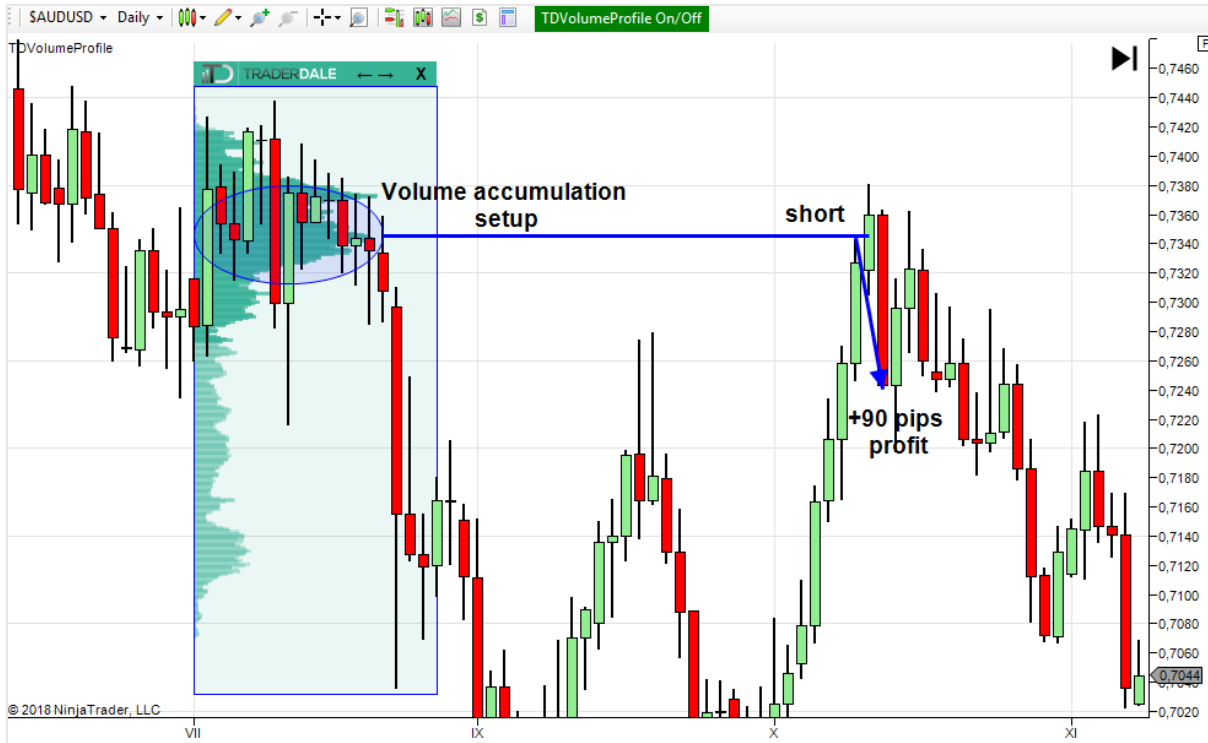 $AUDUSD Daily TDVolumeProfile On/Off
TDVolumeProfile
F
TRADERDALE ← → X
0,7460
0,7440
0,7420
0,7400
0,7380
0,7360
0,7340
0,7320
0,7300
0,7280
0,7260
0,7240
0,7220
0,7200
0,7180
0,7160
0,7140
0,7120
0,7100
0,7080
0,7060
0,7044
0,7040
0,7020
Volume accumulation
setup
short
+90 pips
profit
© 2018 NinjaTrader, LLC
VII IX X XI